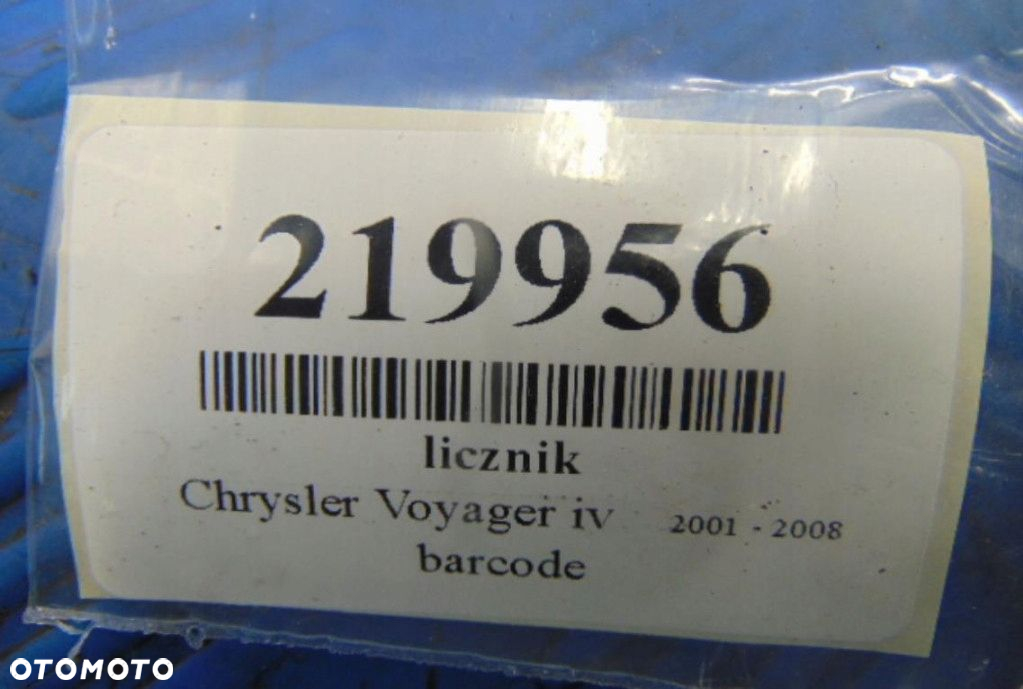 219956
licznik
Chrysler Voyager iv 2001 - 2008
barcode
OTOMOTO